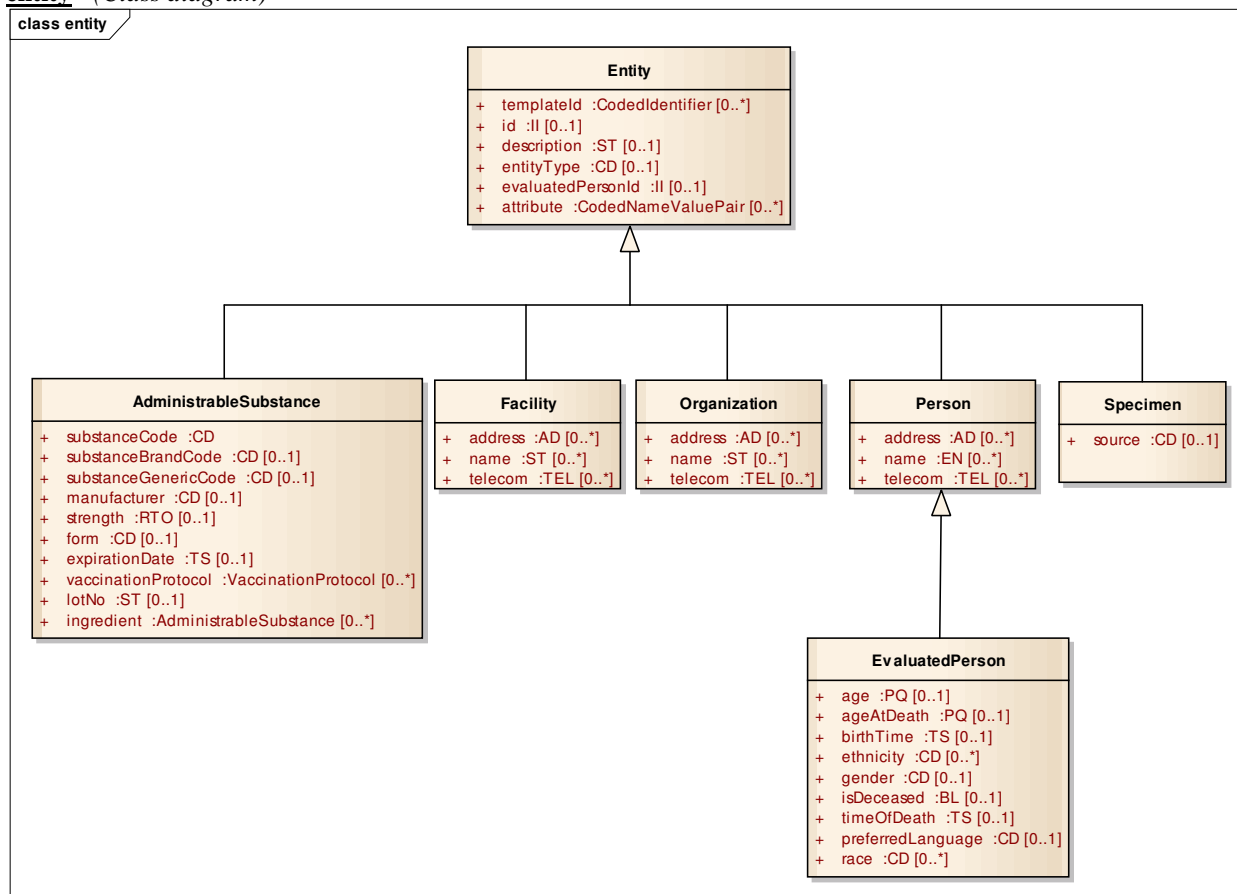 (Class diagram)
class entity
Entity
+ templateId :CodedIdentifier [0..*]
+ id :II [0..1]
+ description :ST [0..1]
+ entityType :CD [0..1]
+ evaluatedPersonId :II [0..1]
+ attribute :CodedNameValuePair [0..*]
AdministrableSubstance
+ substanceCode :CD
+ substanceBrandCode :CD [0..1]
+ substanceGenericCode :CD [0..1]
+ manufacturer :CD [0..1]
+ strength :RTO [0..1]
+ form :CD [0..1]
+ expirationDate :TS [0..1]
+ vaccinationProtocol :VaccinationProtocol [0..*]
+ lotNo :ST [0..1]
+ ingredient :AdministrableSubstance [0..*]
Facility
+ address :AD [0..*]
+ name :ST [0..*]
+ telecom :TEL [0..*]
Organization
+ address :AD [0..*]
+ name :ST [0..*]
+ telecom :TEL [0..*]
Person
+ address :AD [0..*]
+ name :EN [0..*]
+ telecom :TEL [0..*]
Specimen
+ source :CD [0..1]
EvaluatedPerson
+ age :PQ [0..1]
+ ageAtDeath :PQ [0..1]
+ birthTime :TS [0..1]
+ ethnicity :CD [0..*]
+ gender :CD [0..1]
+ isDeceased :BL [0..1]
+ timeOfDeath :TS [0..1]
+ preferredLanguage :CD [0..1]
+ race :CD [0..*]